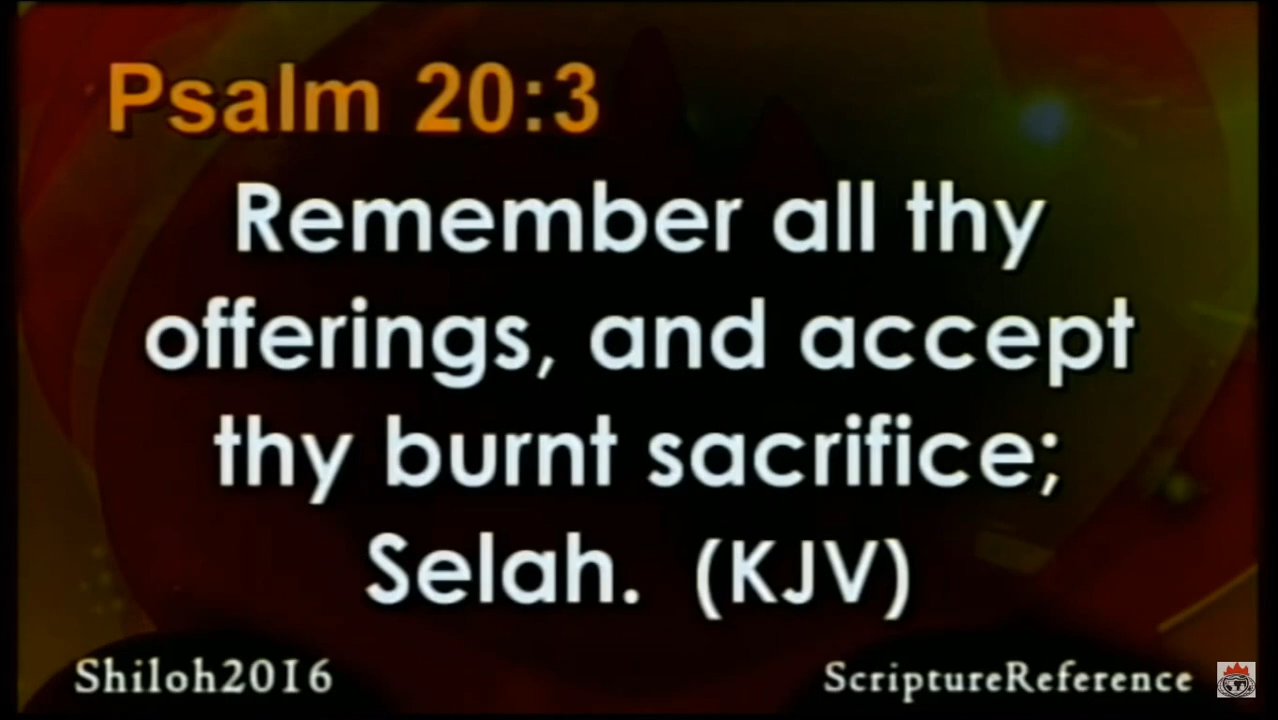 Psalm 20:3
Remember all thy
offerings, and accept
thy burnt sacrifice;
Selah. (KJV)
Shiloh2016
ScriptureReference